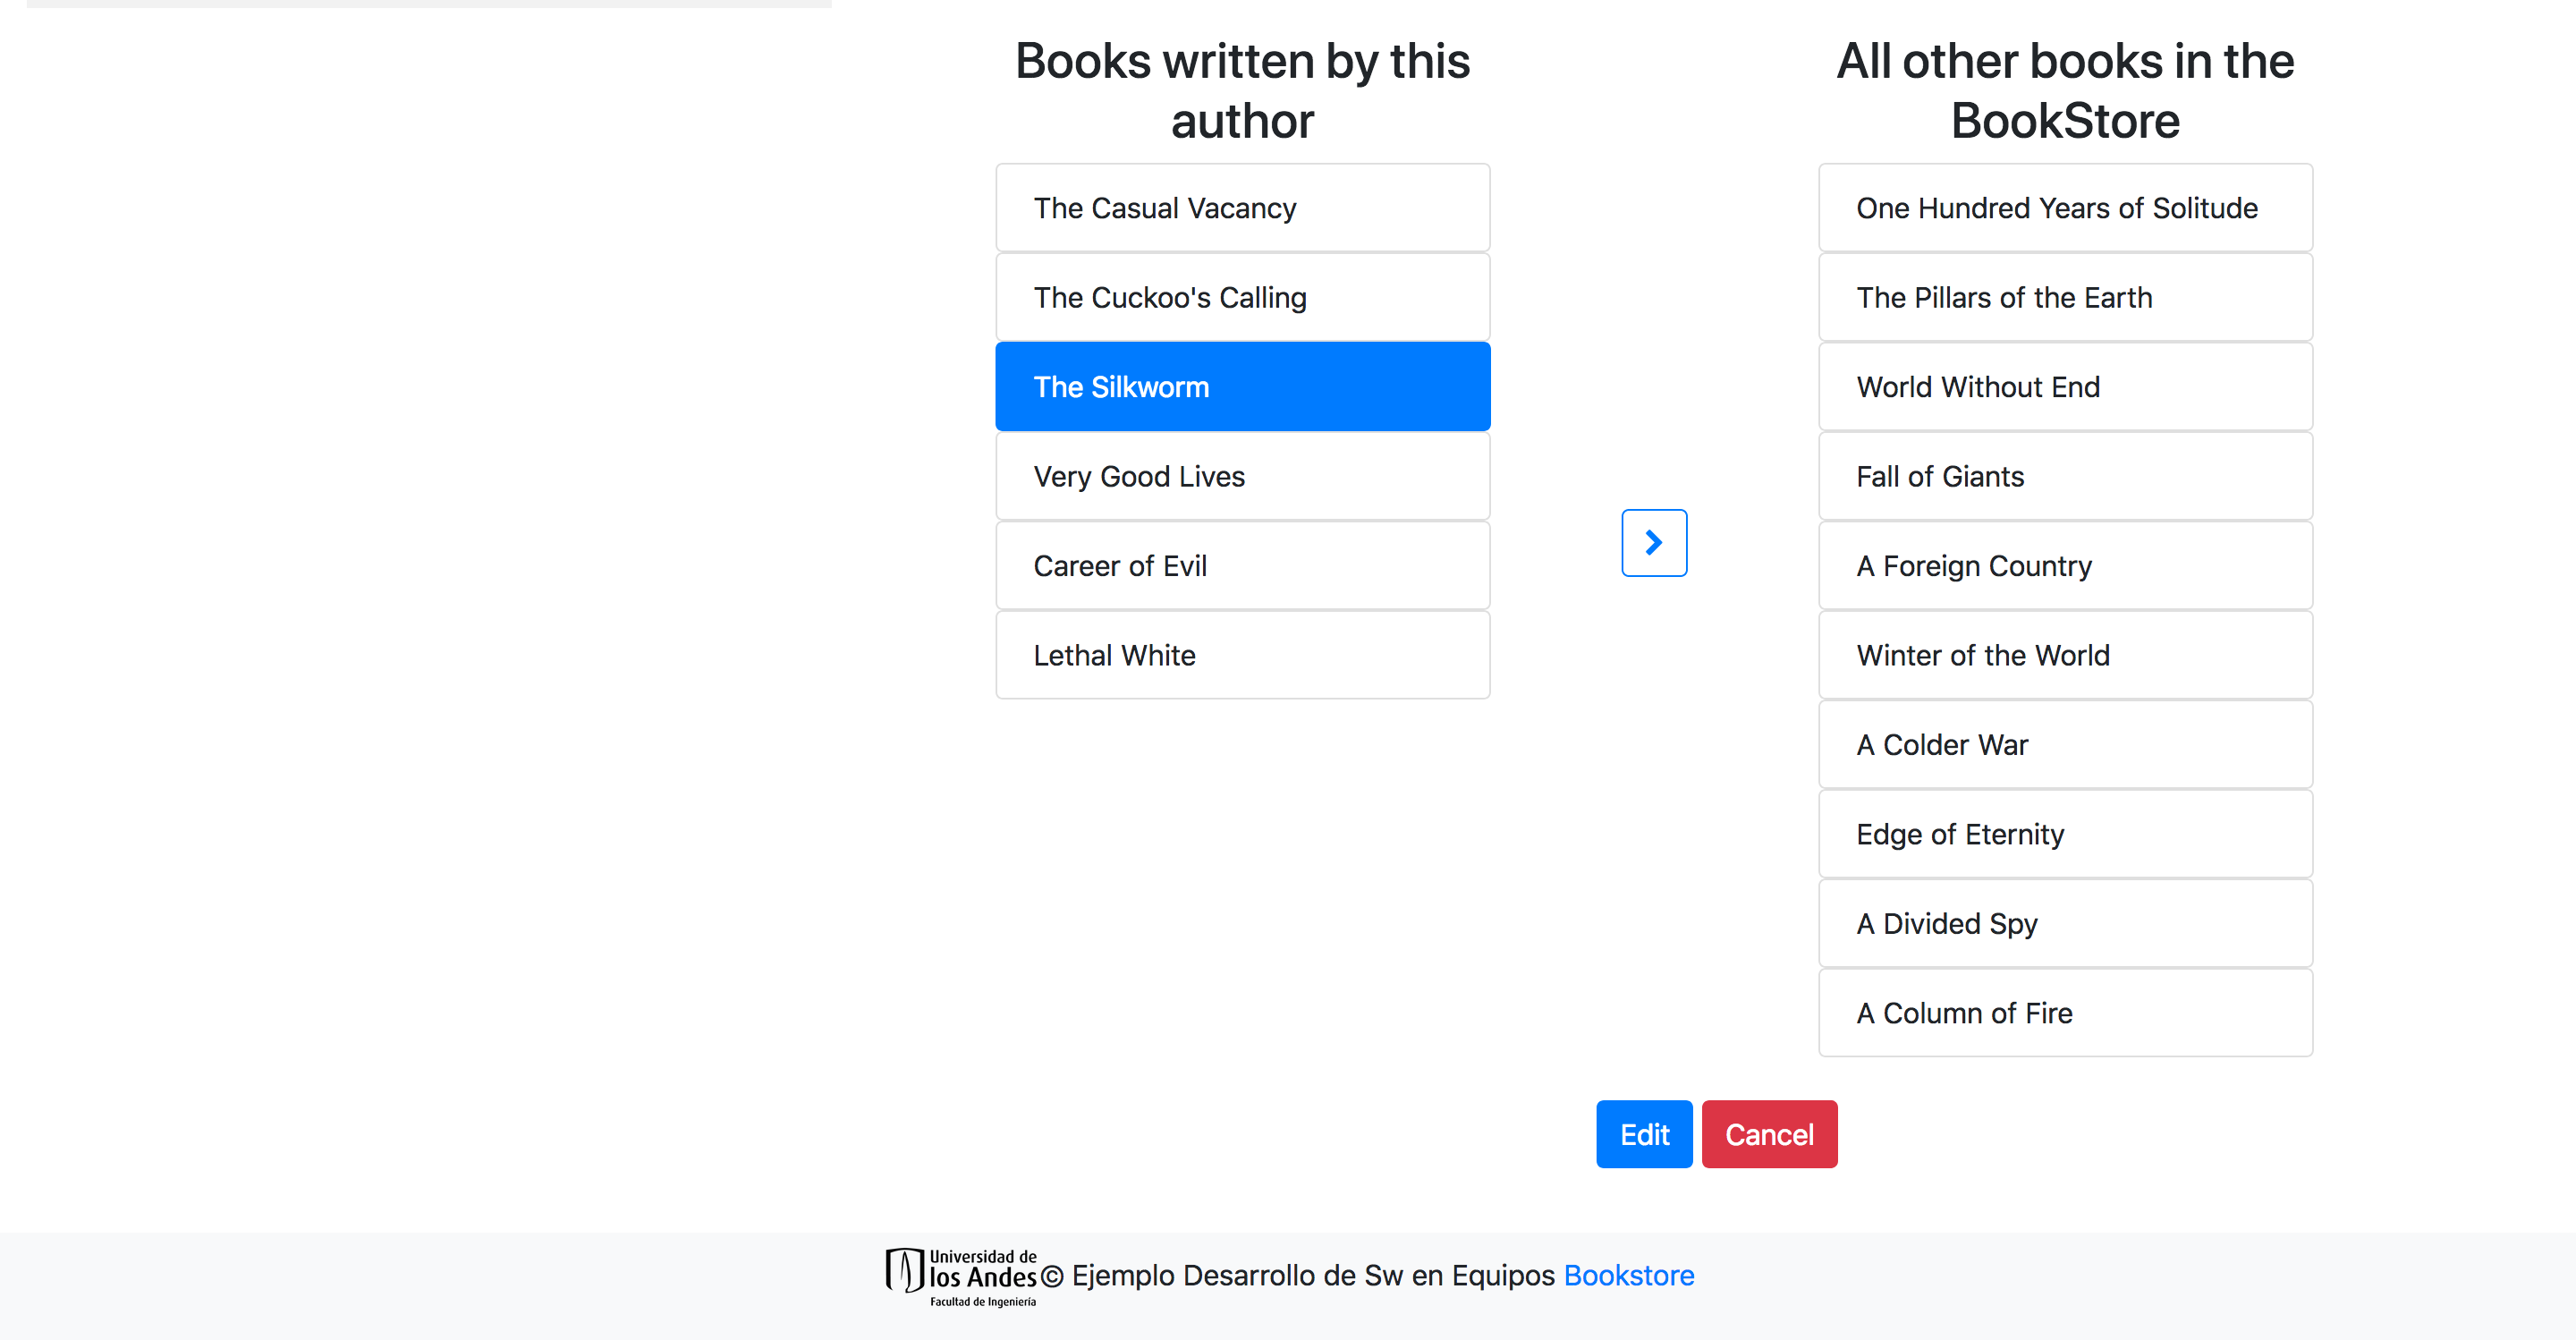 Books written by this
author
The Casual Vacancy
The Cuckoo's Calling
The Silkworm
Very Good Lives
Career of Evil
Lethal White
All other books in the
BookStore
One Hundred Years of Solitude
The Pillars of the Earth
World Without End
Fall of Giants
A Foreign Country
Winter of the World
A Colder War
Edge of Eternity
A Divided Spy
A Column of Fire
Edit Cancel
Universidad de
los Andes
Facultad de Ingeniería
© Ejemplo Desarrollo de Sw en Equipos Bookstore